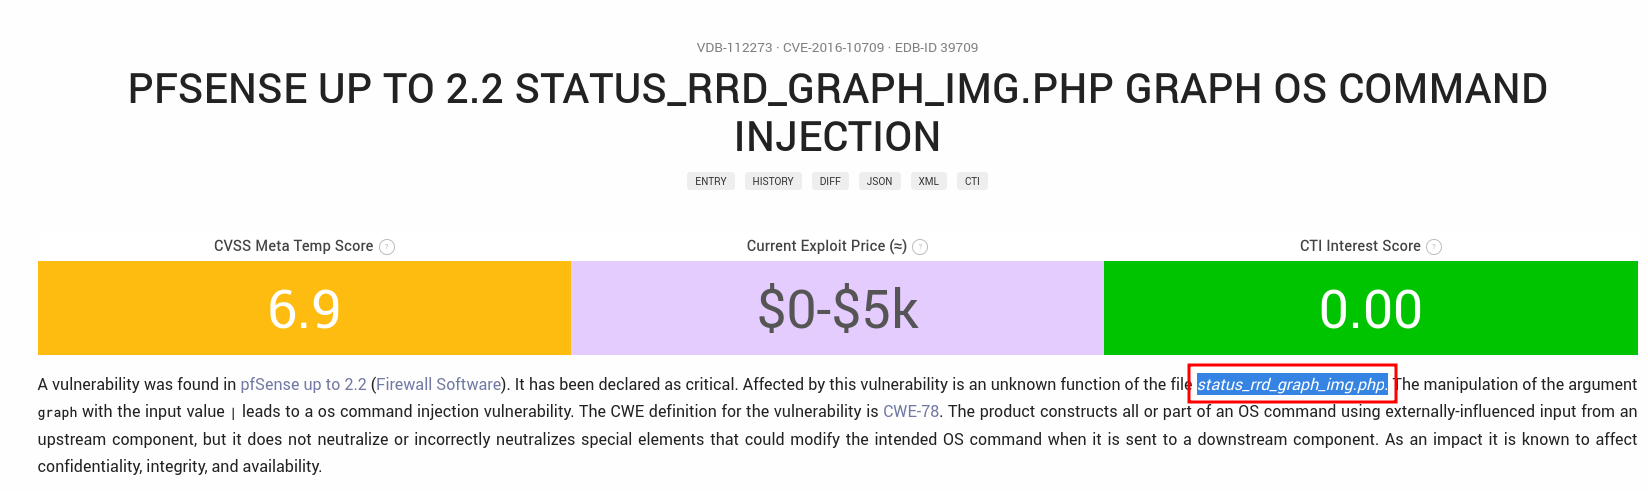 VDB-112273 · CVE-2016-10709 · EDB-ID 39709
PFSENSE UP TO 2.2 STATUS_RRD_GRAPH_IMG.PHP GRAPH OS COMMAND
INJECTION
ENTRY HISTORY DIFF JSON XML CTI
CVSS Meta Temp Score ? Current Exploit Price (≈) ? CTI Interest Score ?
6.9 $0-$5k 0.00
A vulnerability was found in pfSense up to 2.2 (Firewall Software). It has been declared as critical. Affected by this vulnerability is an unknown function of the file status_rrd_graph_img.php. The manipulation of the argument
graph with the input value | leads to a os command injection vulnerability. The CWE definition for the vulnerability is CWE-78. The product constructs all or part of an OS command using externally-influenced input from an
upstream component, but it does not neutralize or incorrectly neutralizes special elements that could modify the intended OS command when it is sent to a downstream component. As an impact it is known to affect
confidentiality, integrity, and availability.